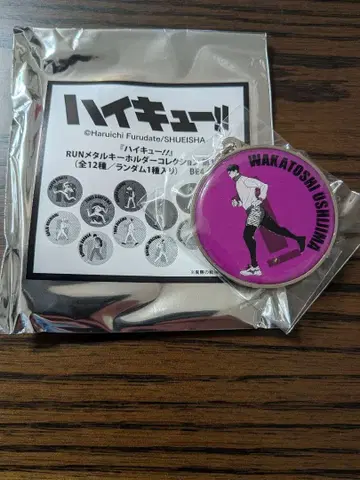 ハイキュー!!
©Haruichi Furudate/SHUEISHA
『ハイキュー!!』
RUNメタルキーホルダーコレクション
(全12種/ランダム1種入り)
WAKATOSHI USHIJIMA